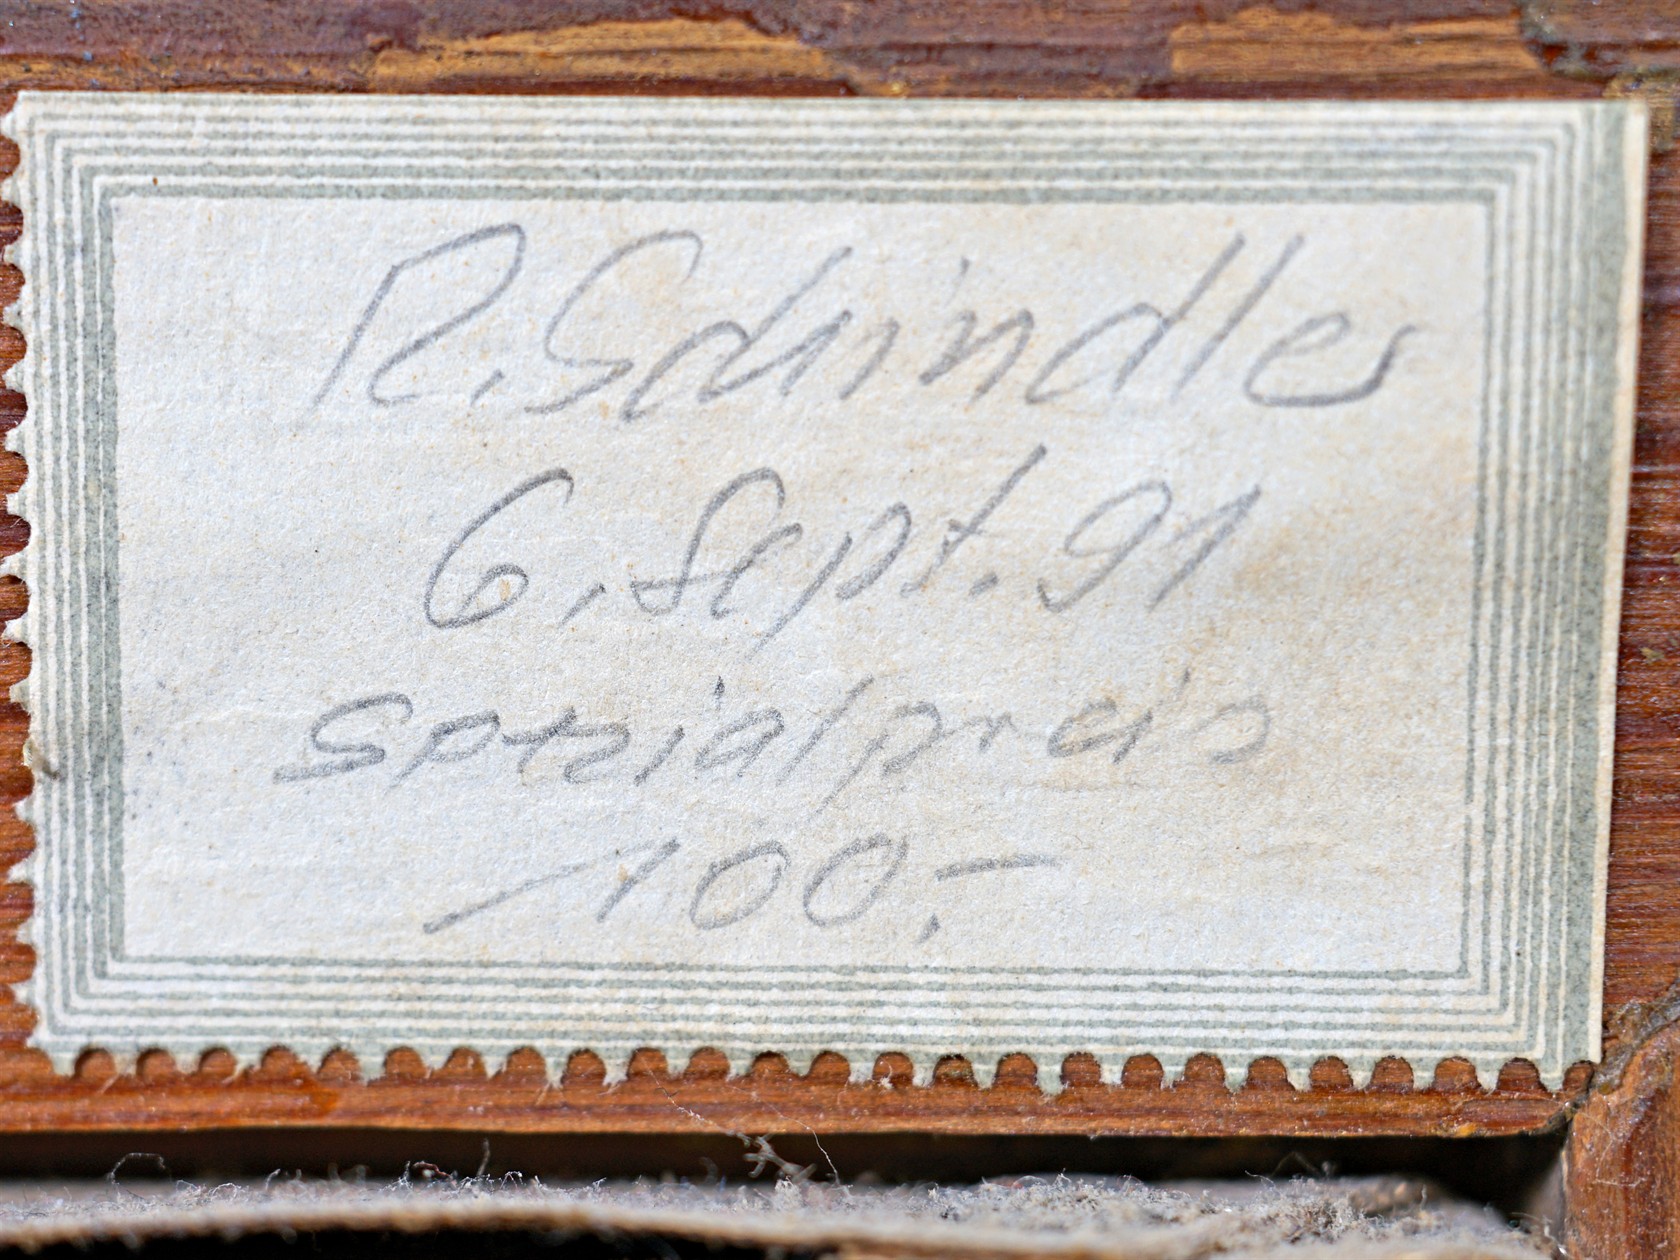 R. Schindler
6. Sept. 91
Spezialpreis
100.-